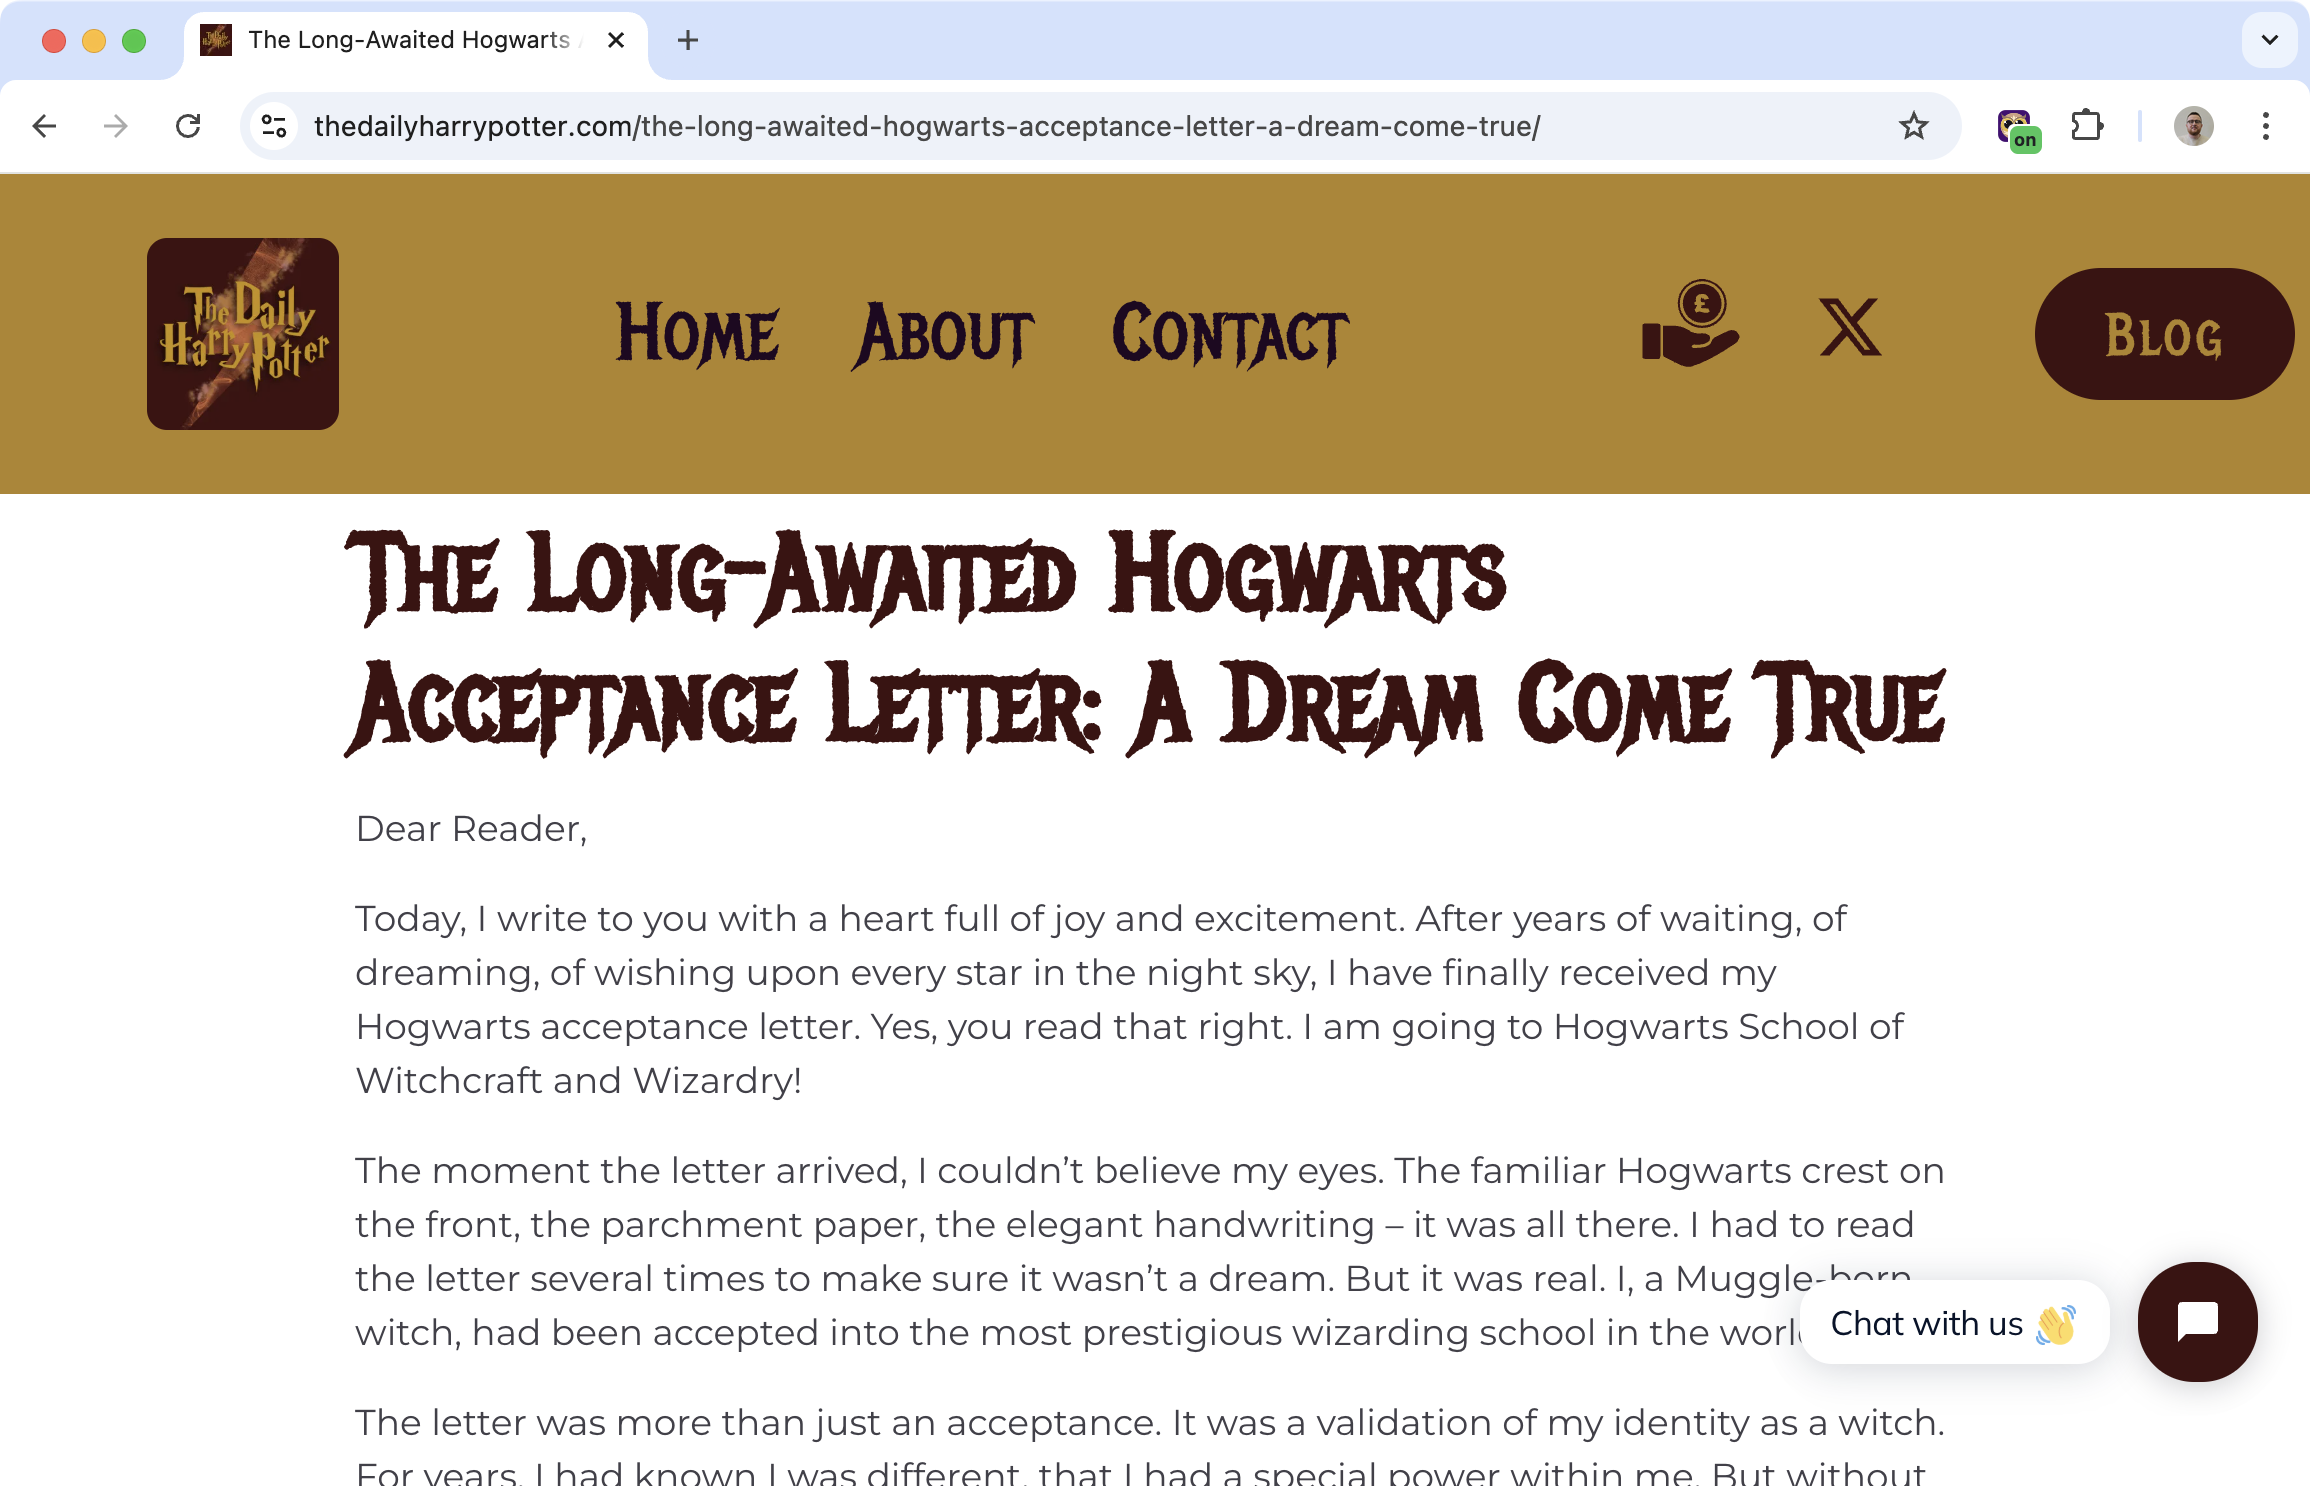 The Long-Awaited Hogwarts
thedailyharrypotter.com/the-long-awaited-hogwarts-acceptance-letter-a-dream-come-true/
on
The Daily
Harry Potter
Home About Contact
£
Blog
The Long-Awaited Hogwarts
Acceptance Letter: A Dream Come True
Dear Reader,
Today, I write to you with a heart full of joy and excitement. After years of waiting, of
dreaming, of wishing upon every star in the night sky, I have finally received my
Hogwarts acceptance letter. Yes, you read that right. I am going to Hogwarts School of
Witchcraft and Wizardry!
The moment the letter arrived, I couldn’t believe my eyes. The familiar Hogwarts crest on
the front, the parchment paper, the elegant handwriting – it was all there. I had to read
the letter several times to make sure it wasn’t a dream. But it was real. I, a Muggle-born
witch, had been accepted into the most prestigious wizarding school in the
Chat with us
The letter was more than just an acceptance. It was a validation of my identity as a witch.
For years, I had known I was different, that I had a special power within me. But without